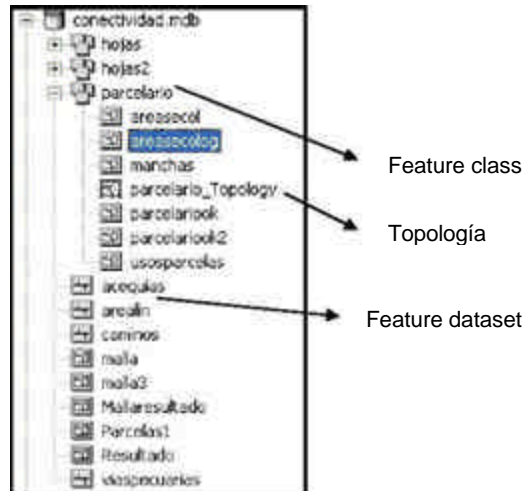 conectividad.mdb
hojas
hojas2
parcelario
areasecol
areasecolog
manchas
parcelario_Topology
parcelariook
parcelariook2
usosparcelas
acequias
arealin
caminos
malla
malla3
Mallaresultado
Parcelas1
Resultado
viaspecuarias
Feature class
Topología
Feature dataset